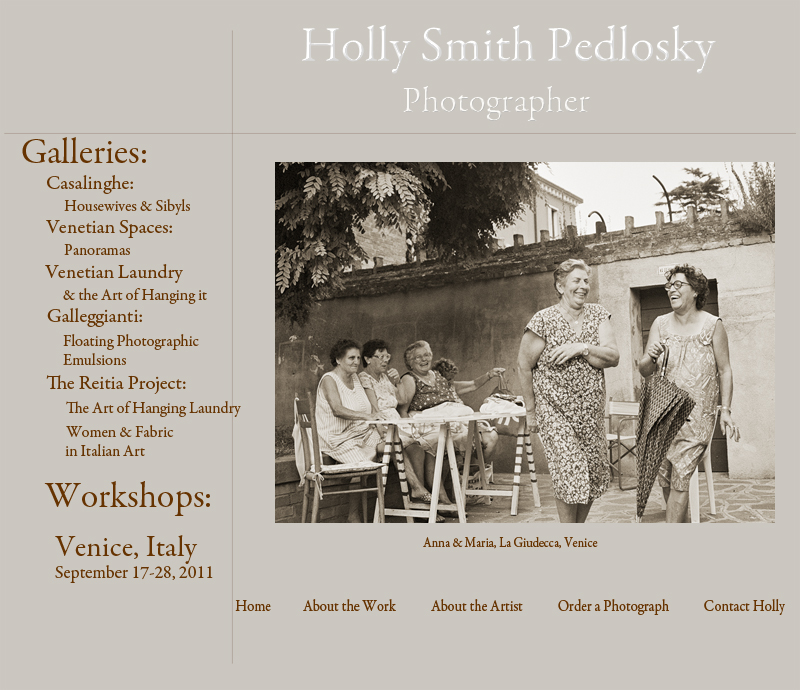 Holly Smith Pedlosky
Photographer
Galleries:
Casalinghe:
Housewives & Sibyls
Venetian Spaces:
Panoramas
Venetian Laundry
& the Art of Hanging it
Galleggianti:
Floating Photographic
Emulsions
The Reitia Project:
The Art of Hanging Laundry
Women & Fabric
in Italian Art
Workshops:
Venice, Italy
September 17-28, 2011
Anna & Maria, La Giudecca, Venice
Home About the Work About the Artist Order a Photograph Contact Holly